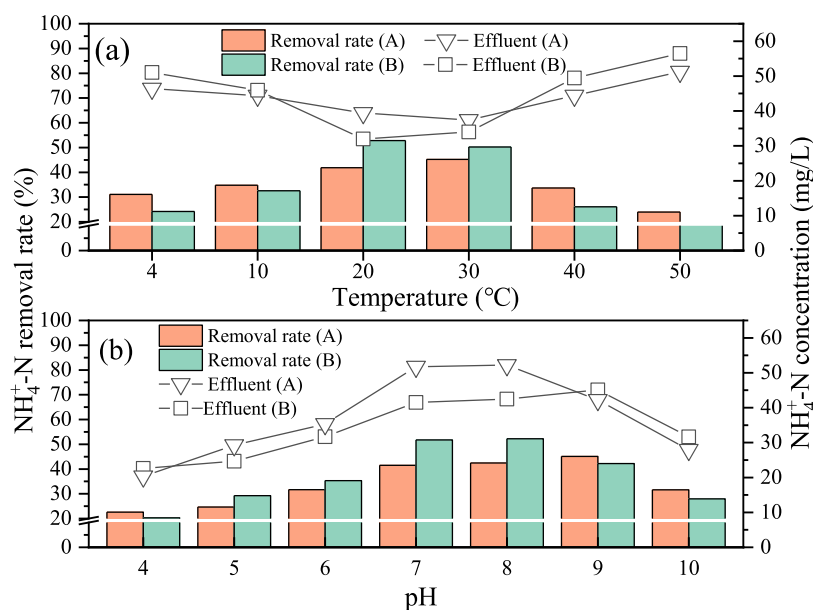 (a)
Removal rate (A)
Effluent (A)
Removal rate (B)
Effluent (B)
100
90
80
70
60
50
40
30
20
0
60
50
40
30
20
10
0
4 10 20 30 40 50
Temperature (℃)
NH₄⁺-N removal rate (%)
NH₄⁺-N concentration (mg/L)
(b)
Removal rate (A)
Removal rate (B)
Effluent (A)
Effluent (B)
100
90
80
70
60
50
40
30
20
0
60
50
40
30
20
10
0
4 5 6 7 8 9 10
pH